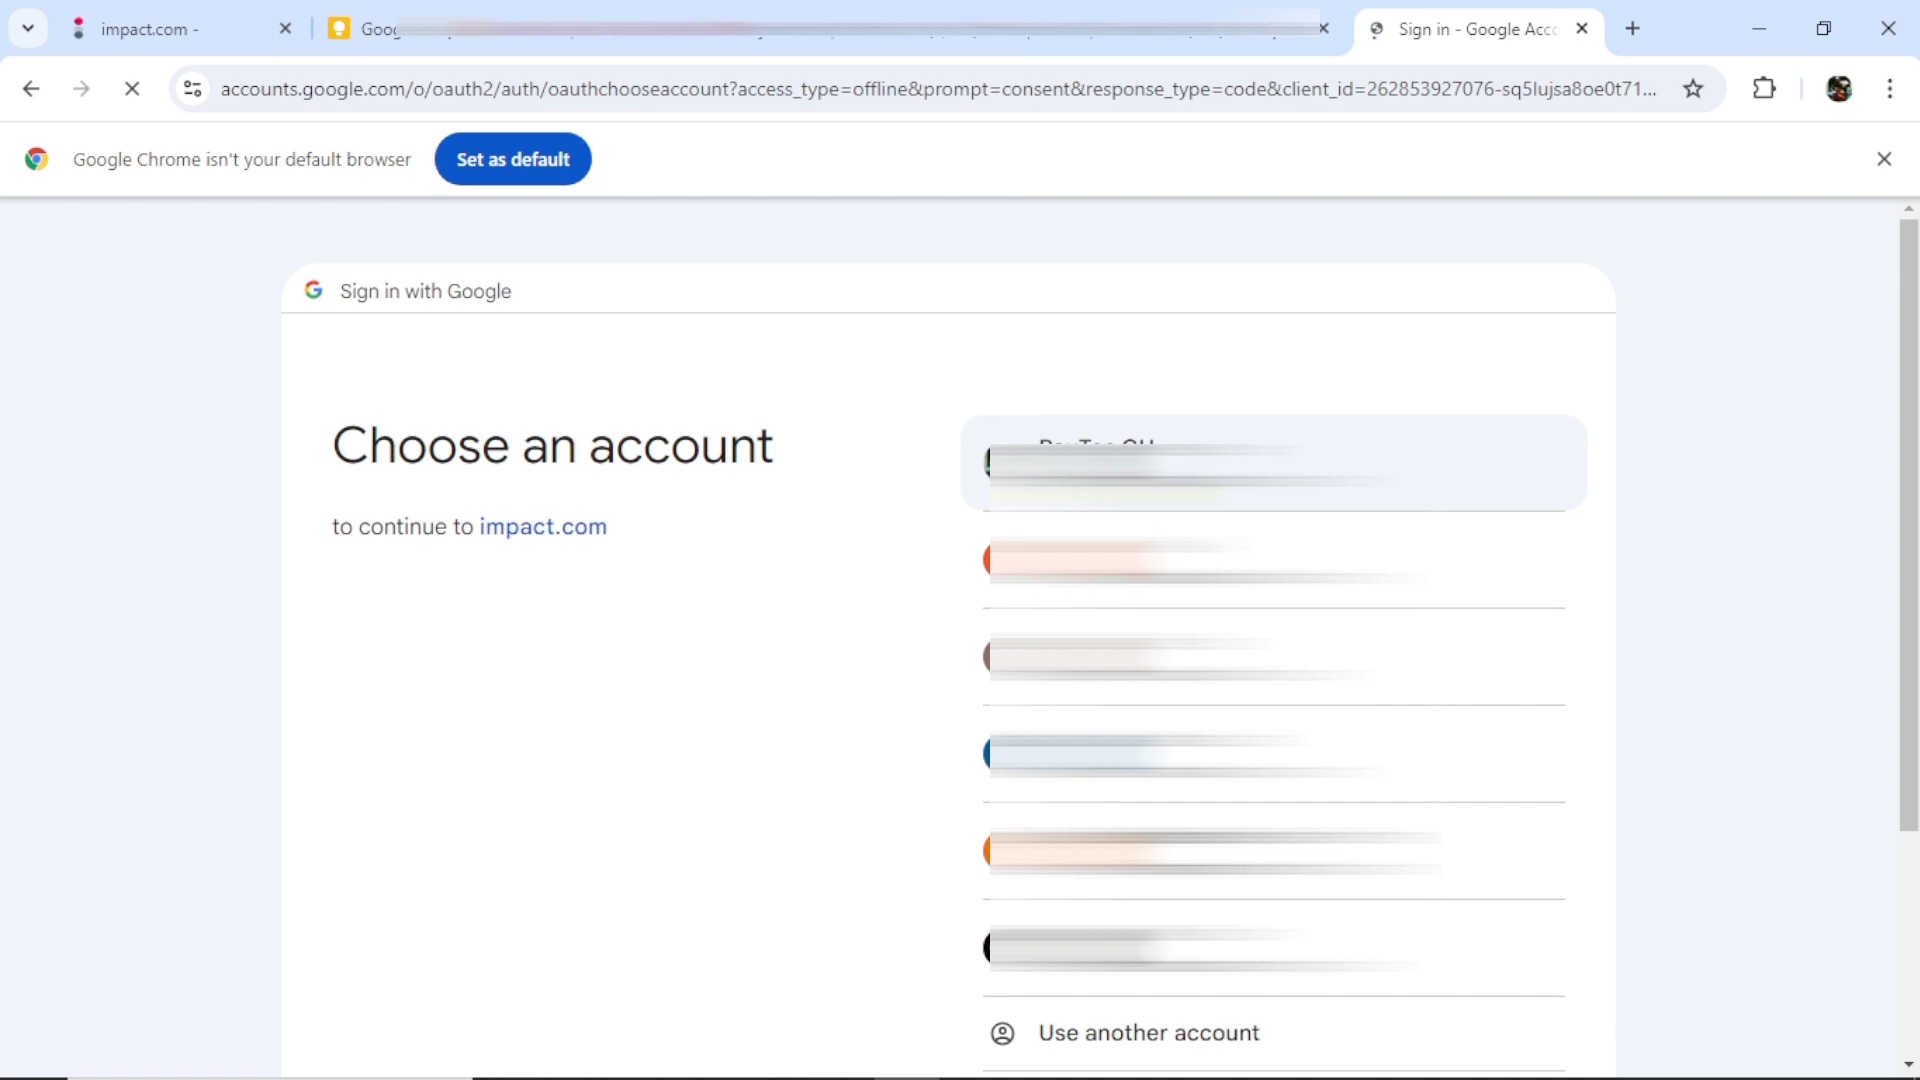 impact.com -
Goog
Sign in - Google Acc
accounts.google.com/o/oauth2/auth/oauthchooseaccount?access_type=offline&prompt=consent&response_type=code&client_id=262853927076-sq5lujsa8oe0t71...
Google Chrome isn't your default browser
Set as default
Sign in with Google
Choose an account
to continue to impact.com
Use another account